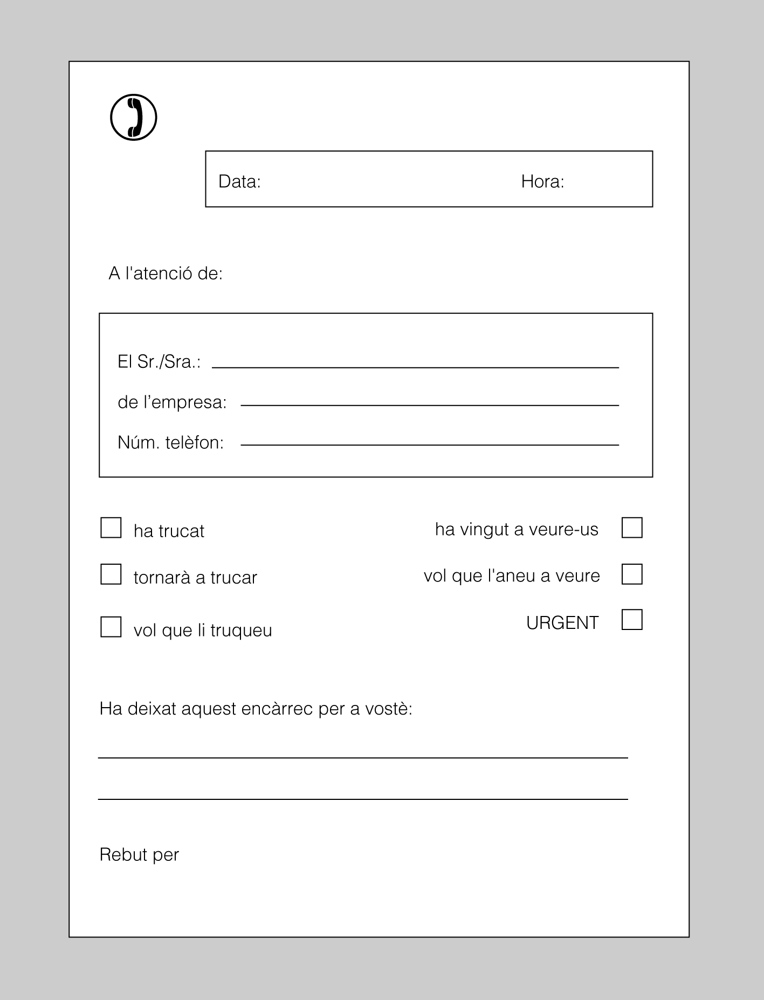 Data: Hora:
A l'atenció de:
El Sr./Sra.:
de l’empresa:
Núm. telèfon:
ha trucat ha vingut a veure-us
tornarà a trucar vol que l'aneu a veure
vol que li truqueu URGENT
Ha deixat aquest encàrrec per a vostè:
Rebut per